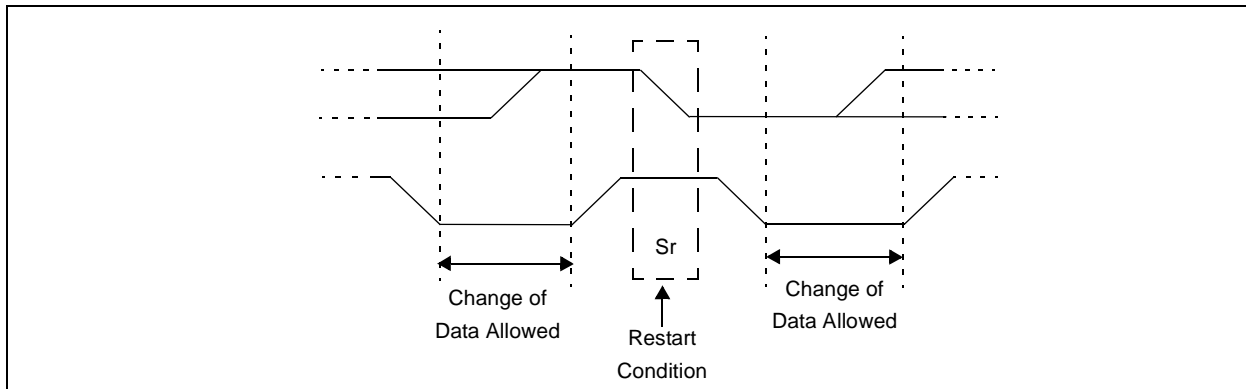 Sr
Change of
Data Allowed
Restart
Condition
Change of
Data Allowed